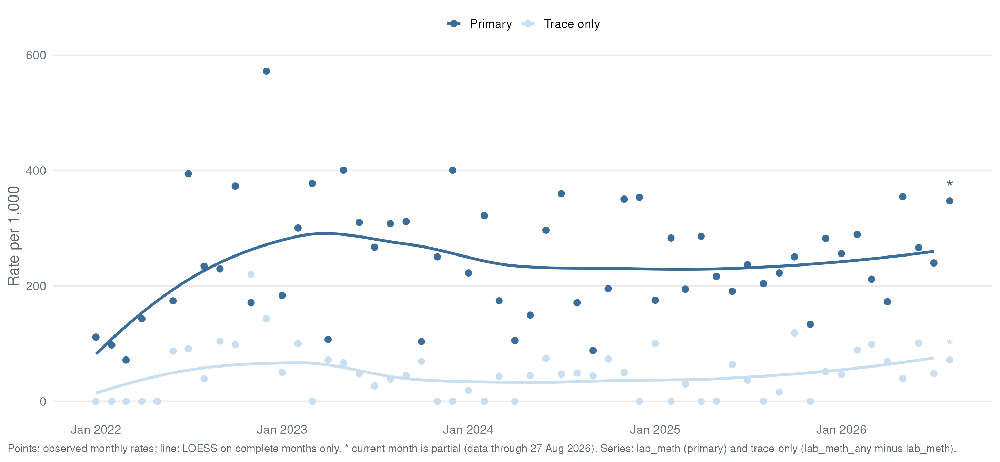 Primary Trace only
600
400
200
0
Rate per 1,000
*
*
Jan 2022 Jan 2023 Jan 2024 Jan 2025 Jan 2026
Points: observed monthly rates; line: LOESS on complete months only. * current month is partial (data through 27 Aug 2026). Series: lab_meth (primary) and trace-only (lab_meth_any minus lab_meth).